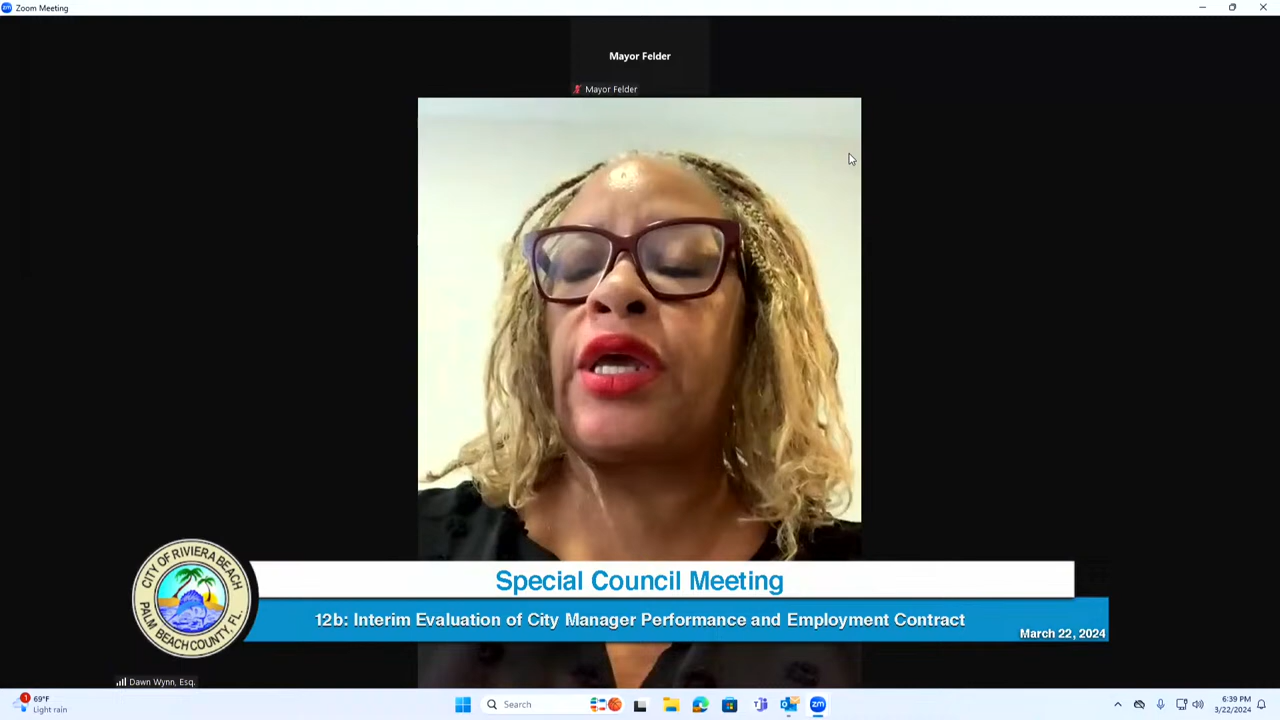 Zoom Meeting
Mayor Felder
Mayor Felder
CITY OF RIVIERA BEACH
PALM BEACH COUNTY, FL.
Special Council Meeting
12b: Interim Evaluation of City Manager Performance and Employment Contract
March 22, 2024
Dawn Wynn, Esq.
1
69°F
Light rain
Search
zm
6:39 PM
3/22/2024